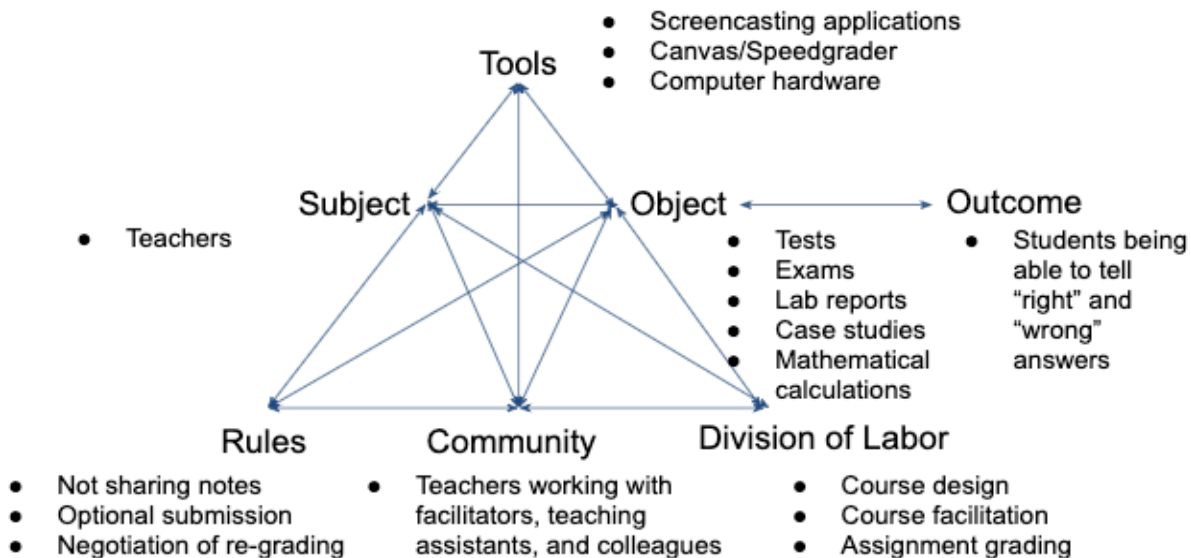 ● Screencasting applications
● Canvas/Speedgrader
● Computer hardware
Tools
Subject
Object
Outcome
● Teachers
● Tests
● Exams
● Lab reports
● Case studies
● Mathematical
calculations
● Students being
able to tell
“right” and
“wrong”
answers
Rules
Community
Division of Labor
● Not sharing notes
● Optional submission
● Negotiation of re-grading
● Teachers working with
facilitators, teaching
assistants, and colleagues
● Course design
● Course facilitation
● Assignment grading